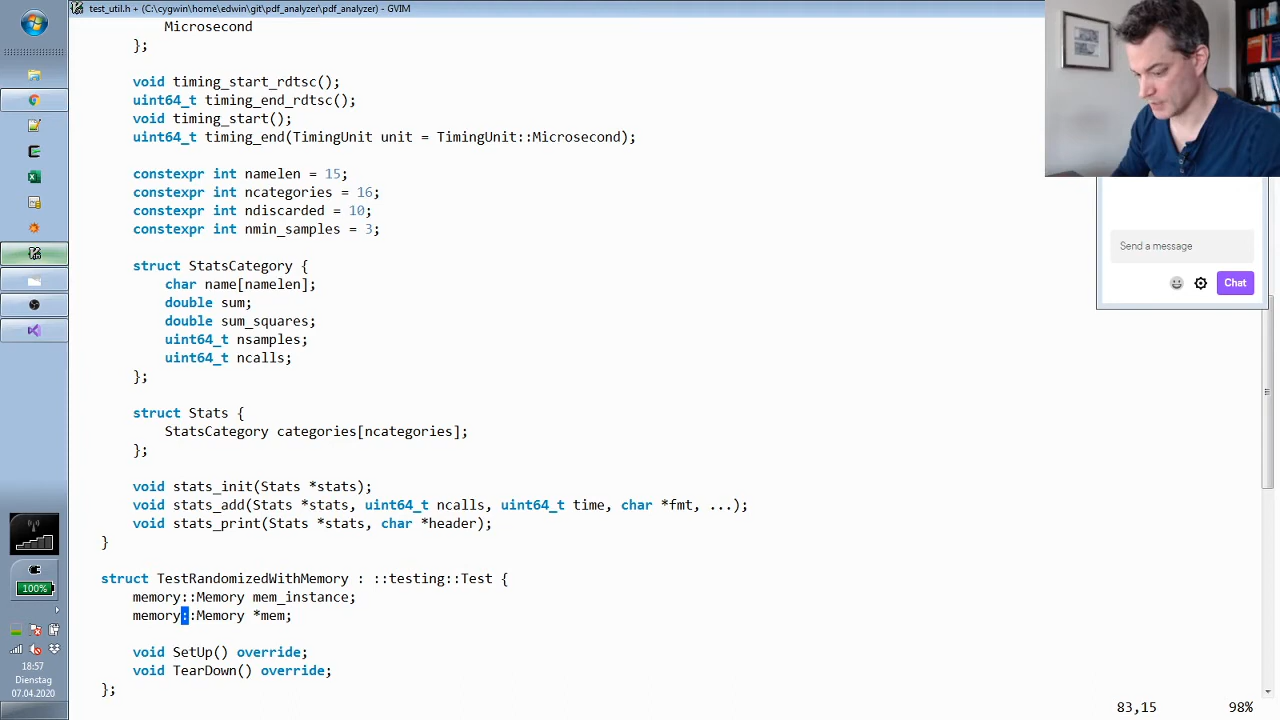 test_util.h + (C:\cygwin\home\edwin\git\pdf_analyzer\pdf_analyzer) - GVIM
Microsecond
};
void timing_start_rdtsc();
uint64_t timing_end_rdtsc();
void timing_start();
uint64_t timing_end(TimingUnit unit = TimingUnit::Microsecond);
constexpr int namelen = 15;
constexpr int ncategories = 16;
constexpr int ndiscarded = 10;
constexpr int nmin_samples = 3;
struct StatsCategory {
char name[namelen];
double sum;
double sum_squares;
uint64_t nsamples;
uint64_t ncalls;
};
struct Stats {
StatsCategory categories[ncategories];
};
void stats_init(Stats *stats);
void stats_add(Stats *stats, uint64_t ncalls, uint64_t time, char *fmt, ...);
void stats_print(Stats *stats, char *header);
}
struct TestRandomizedWithMemory : ::testing::Test {
memory::Memory mem_instance;
memory::Memory *mem;
void SetUp() override;
void TearDown() override;
};
83,15 98%
Send a message
Chat
100%
18:57
Dienstag
07.04.2020